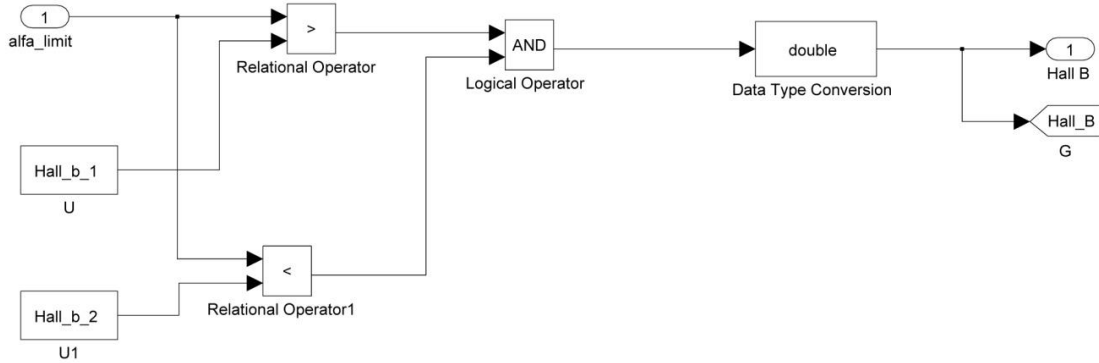 1
alfa_limit
>
Relational Operator
AND
Logical Operator
double
Data Type Conversion
1
Hall B
Hall_B
G
Hall_b_1
U
<
Relational Operator1
Hall_b_2
U1